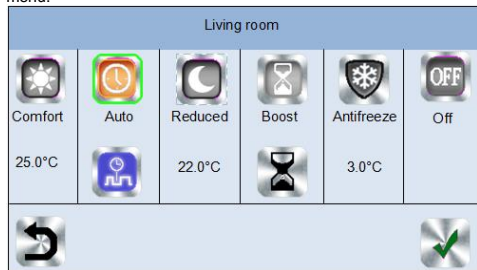 menu.
Living room
OFF
Comfort Auto Reduced Boost Antifreeze Off
25.0°C 22.0°C 3.0°C